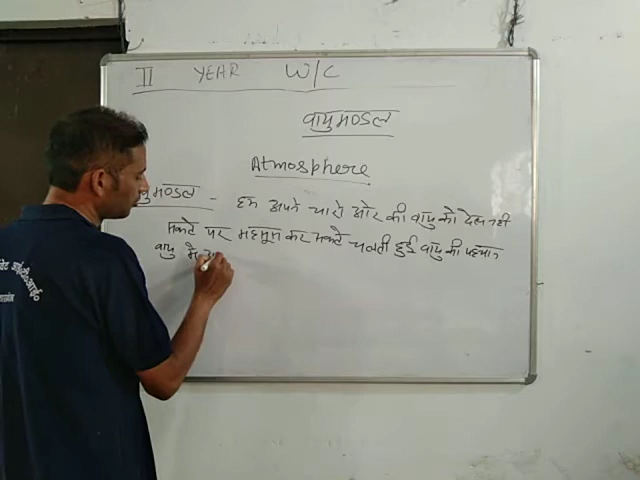 II YEAR W/C
वायुमण्डल
Atmosphere
युमण्डल - हम अपने चारो ओर की वायु को देख नही
सकते पर महसूस कर सकते चलती हुई वायु की पहचान
वायु मे